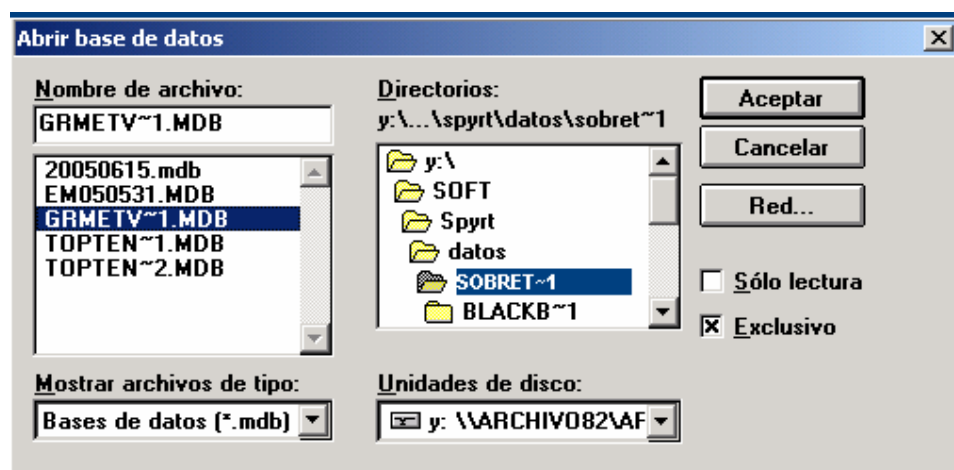 Abrir base de datos
Nombre de archivo:
GRMETV~1.MDB
20050615.mdb
EM050531.MDB
GRMETV~1.MDB
TOPTEN~1.MDB
TOPTEN~2.MDB
Mostrar archivos de tipo:
Bases de datos (*.mdb)
Directorios:
y:\...\spyrt\datos\sobret~1
y:\
SOFT
Spyrt
datos
SOBRET~1
BLACKB~1
Unidades de disco:
y: \\ARCHIVO82\AF
Aceptar
Cancelar
Red...
Sólo lectura
Exclusivo